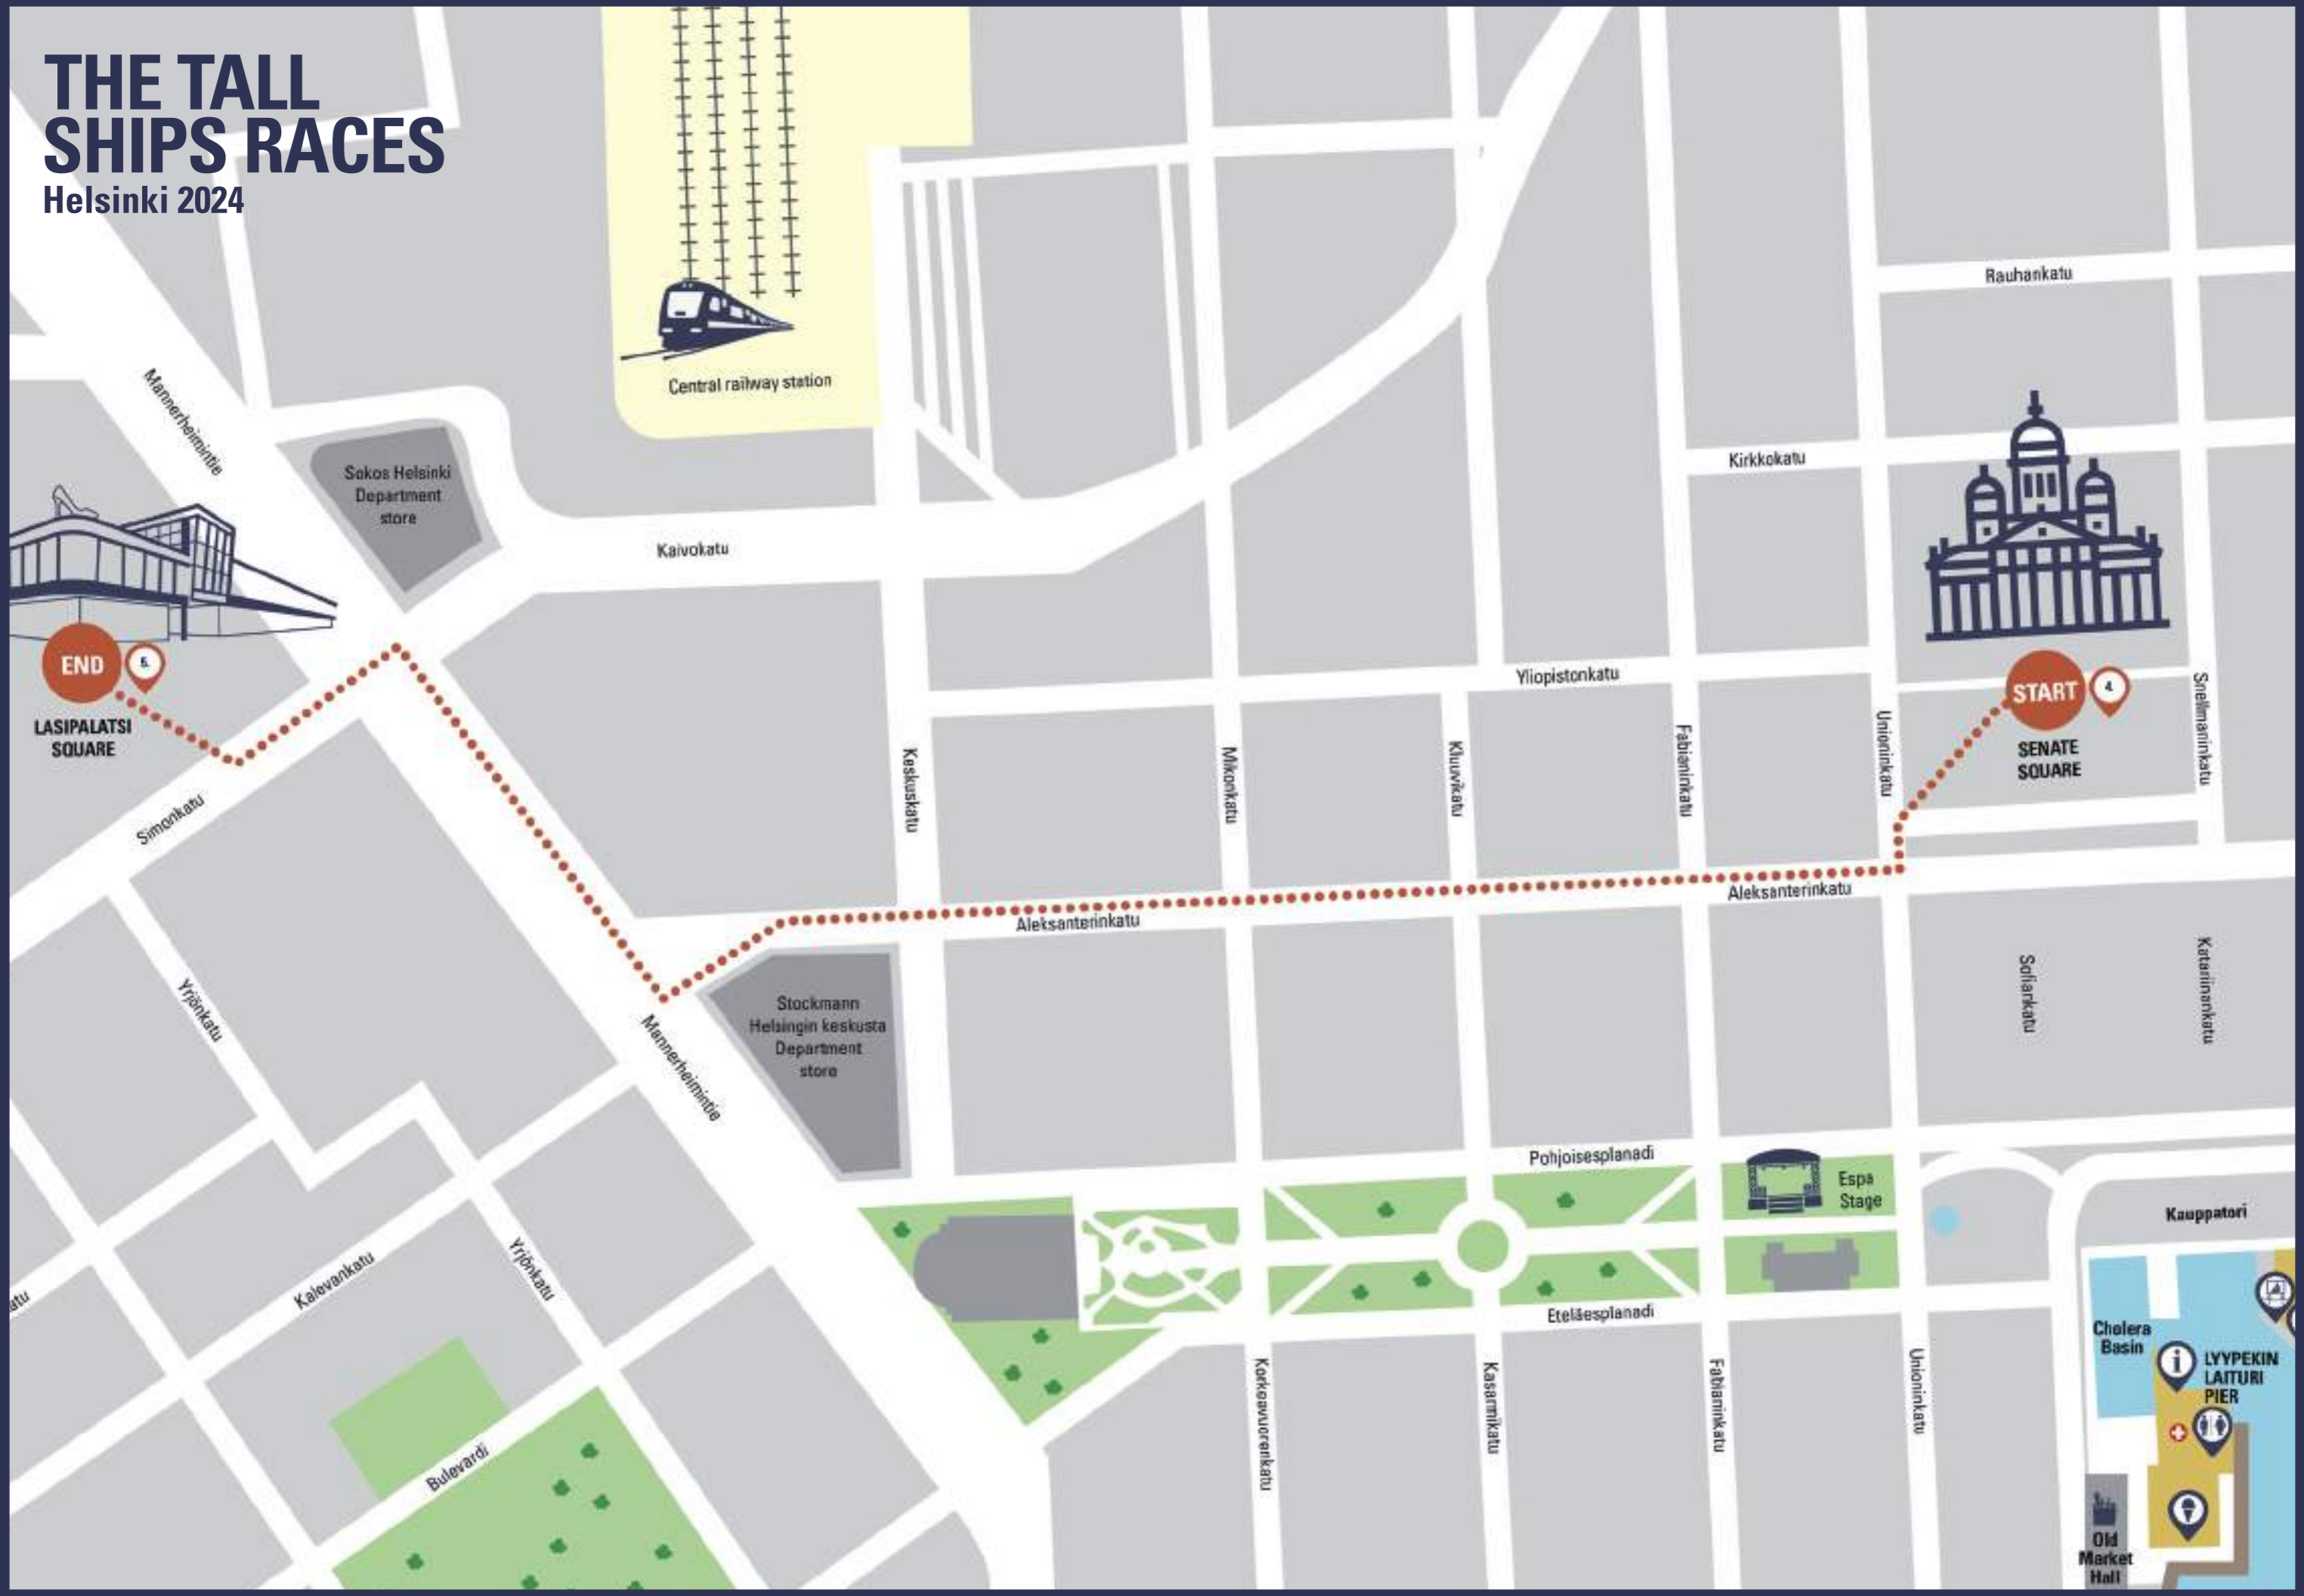 THE TALL
SHIPS RACES
Helsinki 2024
Central railway station
Rauhankatu
Mannerheimintie
Sokos Helsinki
Department
store
Kirkkokatu
Kaivokatu
END
5.
LASIPALATSI
SQUARE
Yliopistonkatu
START
4.
SENATE
SQUARE
Snellmaninkatu
Simonkatu
Keskuskatu
Mikonkatu
Kluuvikatu
Fabianinkatu
Unioninkatu
Aleksanterinkatu
Aleksanterinkatu
Yrjönkatu
Mannerheimintie
Stockmann
Helsingin keskusta
Department
store
Sofiankatu
Katariinankatu
Pohjoisesplanadi
Espa
Stage
Kauppatori
Kalevankatu
Yrjönkatu
atu
Eteläesplanadi
Cholera
Basin
i
LYYPEKIN
LAITURI
PIER
Korkeavuorenkatu
Kasarmikatu
Fabianinkatu
Unioninkatu
Bulevardi
Old
Market
Hall